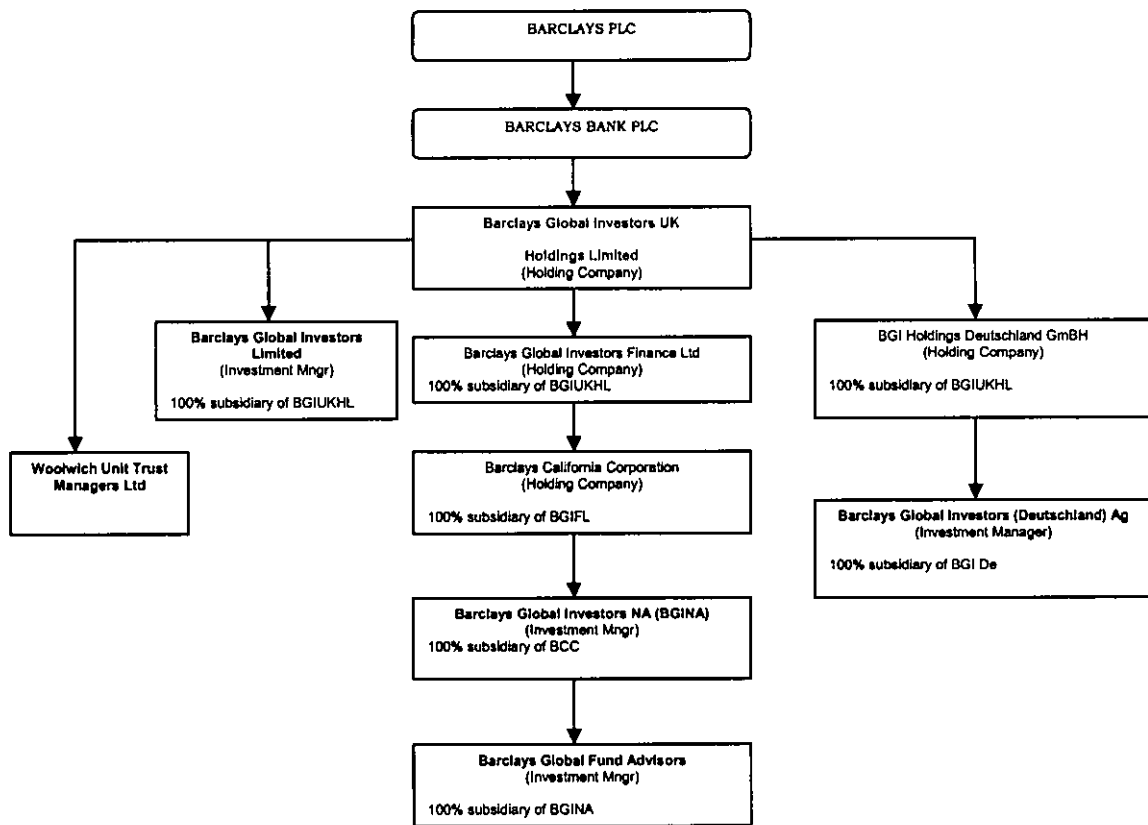 BARCLAYS PLC
BARCLAYS BANK PLC
Barclays Global Investors UK
Holdings Limited
(Holding Company)
Barclays Global Investors
Limited
(Investment Mngr)
100% subsidiary of BGIUKHL
Barclays Global Investors Finance Ltd
(Holding Company)
100% subsidiary of BGIUKHL
BGI Holdings Deutschland GmBH
(Holding Company)
100% subsidiary of BGIUKHL
Woolwich Unit Trust
Managers Ltd
Barclays California Corporation
(Holding Company)
100% subsidiary of BGIFL
Barclays Global Investors (Deutschland) Ag
(Investment Manager)
100% subsidiary of BGI De
Barclays Global Investors NA (BGINA)
(Investment Mngr)
100% subsidiary of BCC
Barclays Global Fund Advisors
(Investment Mngr)
100% subsidiary of BGINA